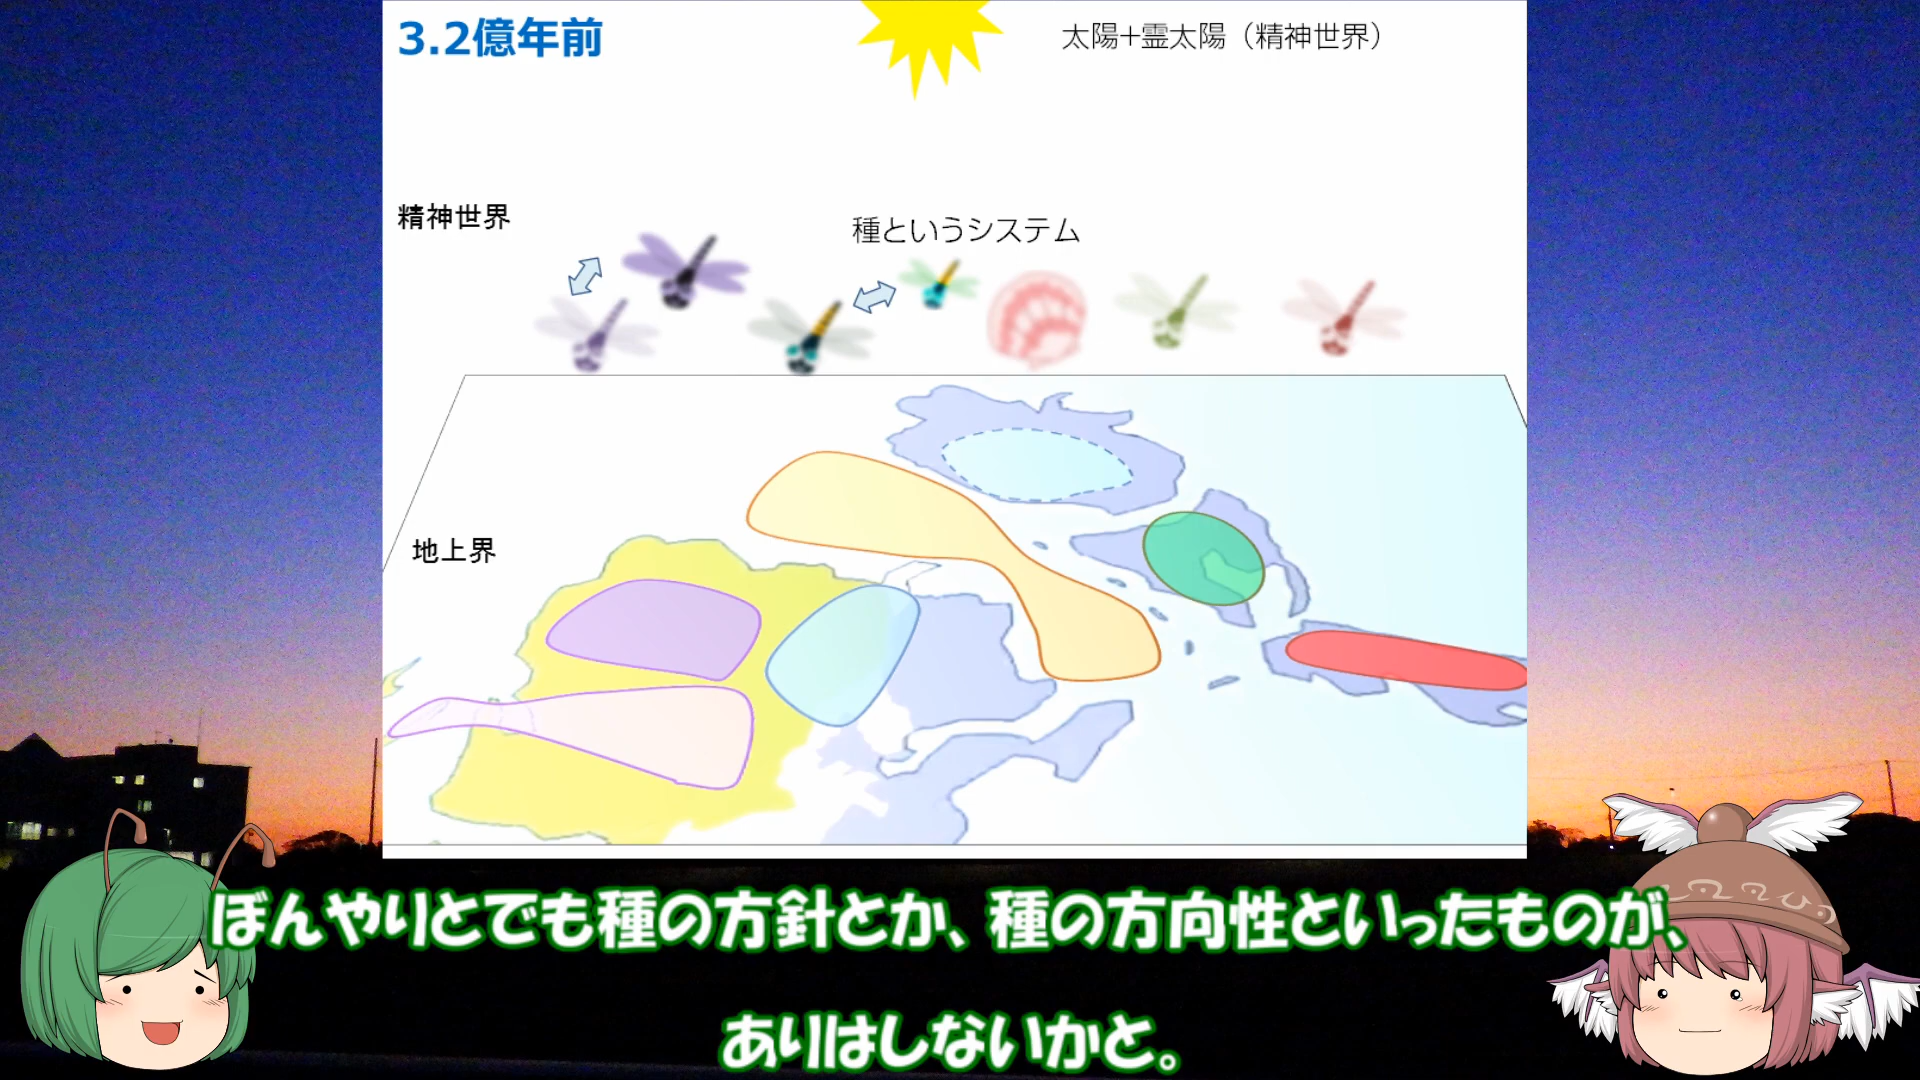 3.2億年前
太陽+霊太陽（精神世界）
精神世界
種というシステム
地上界
ぼんやりとでも種の方針とか、種の方向性といったものが、
ありはしないかと。